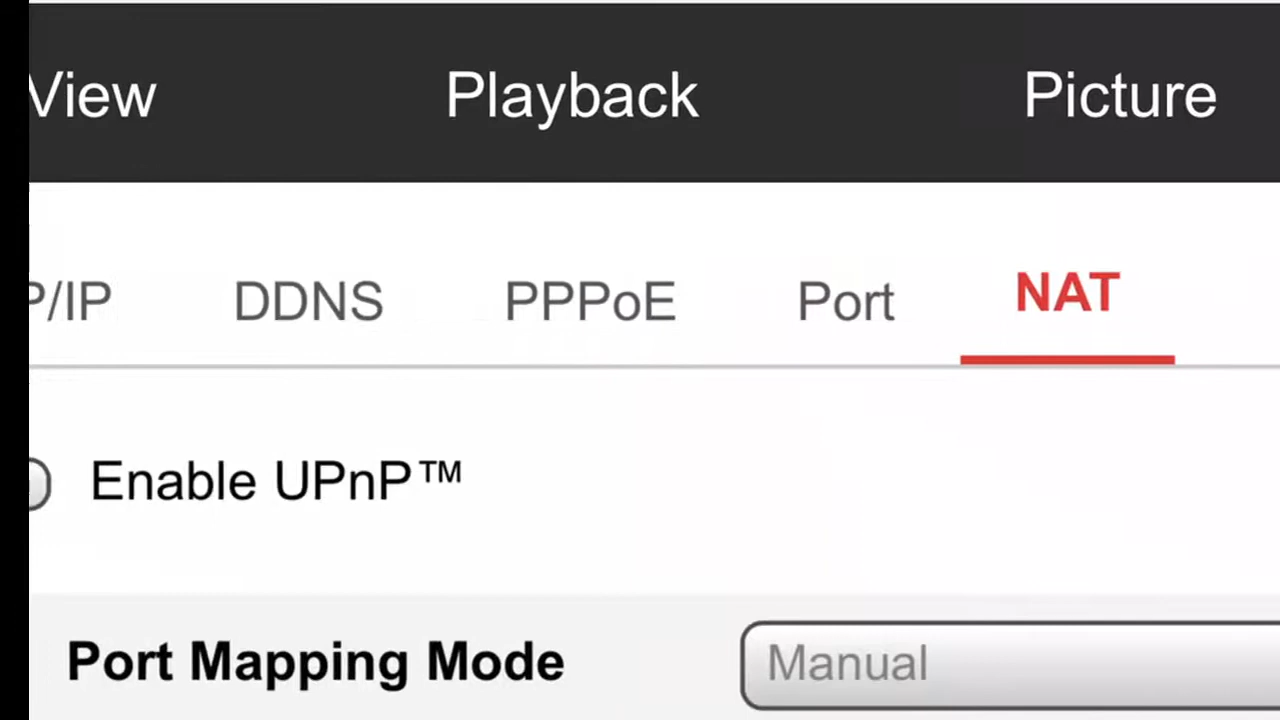 View Playback Picture
P/IP DDNS PPPoE Port NAT
Enable UPnP™
Port Mapping Mode Manual